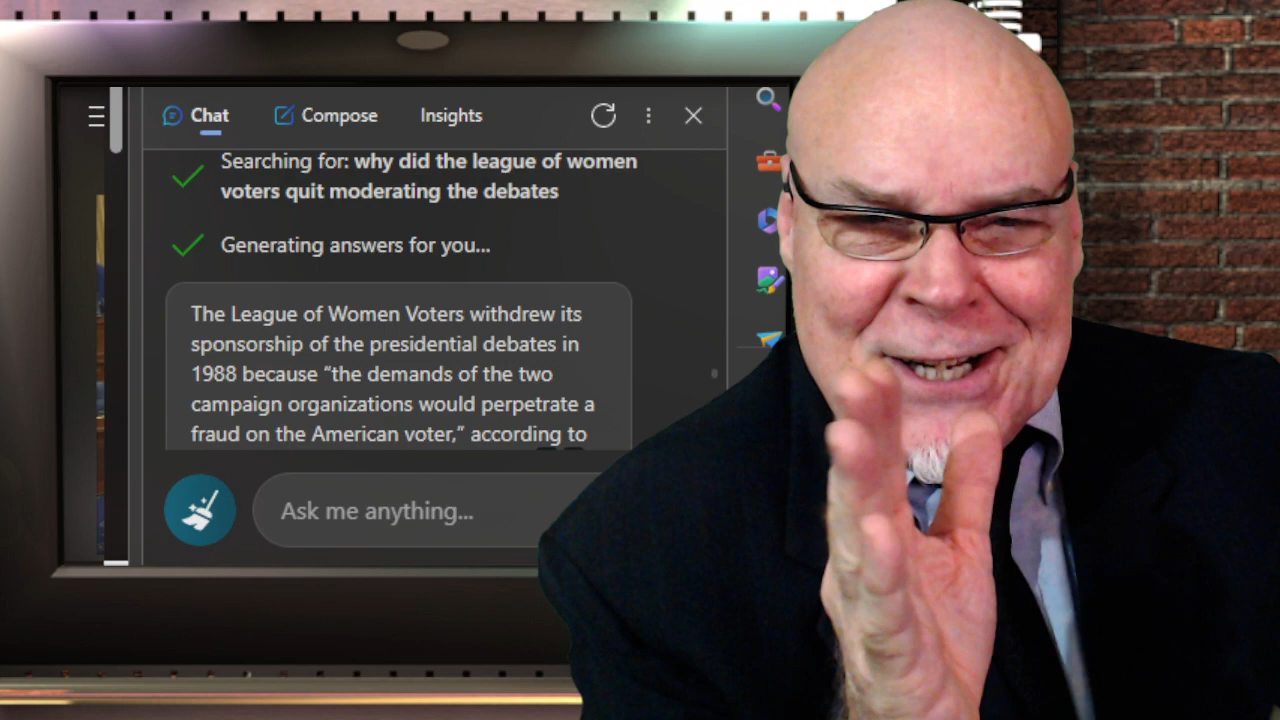 Chat Compose Insights
Searching for: why did the league of women
voters quit moderating the debates
Generating answers for you...
The League of Women Voters withdrew its
sponsorship of the presidential debates in
1988 because “the demands of the two
campaign organizations would perpetrate a
fraud on the American voter,” according to
Ask me anything...